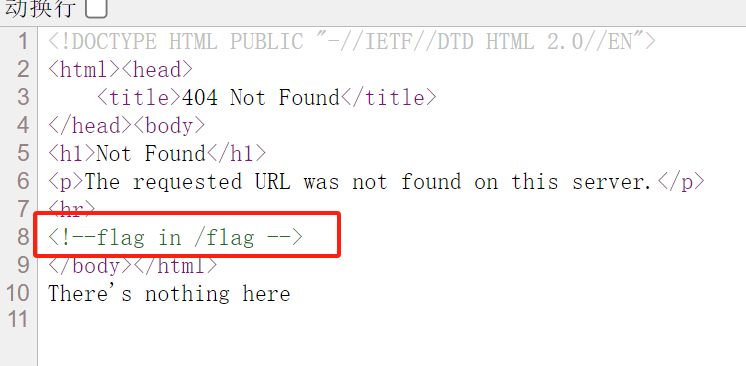 动换行
1 <!DOCTYPE HTML PUBLIC "-//IETF//DTD HTML 2.0//EN">
2 <html><head>
3     <title>404 Not Found</title>
4 </head><body>
5 <h1>Not Found</h1>
6 <p>The requested URL was not found on this server.</p>
7 <hr>
8 <!--flag in /flag -->
9 </body></html>
10 There's nothing here
11